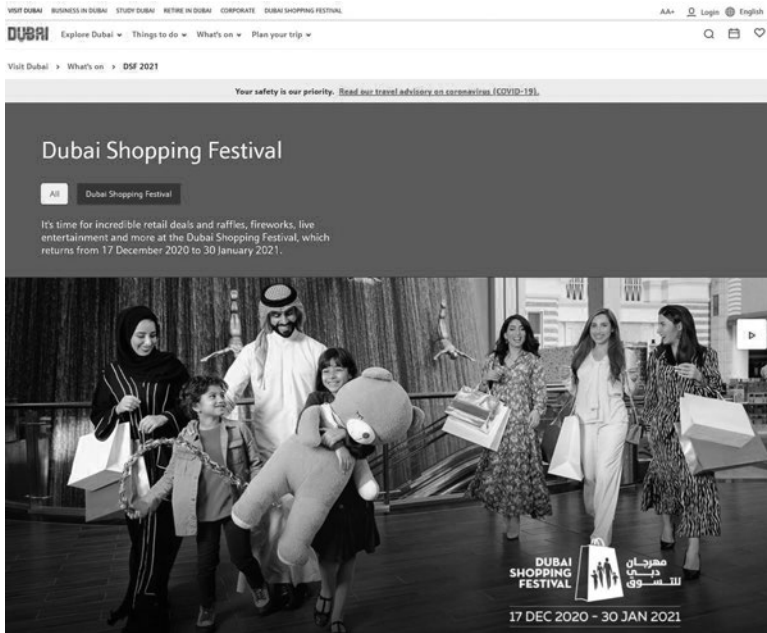 VISIT DUBAI BUSINESS IN DUBAI STUDY DUBAI RETIRE IN DUBAI CORPORATE DUBAI SHOPPING FESTIVAL AA+ Login English
DUBAI Explore Dubai Things to do What's on Plan your trip
Visit Dubai > What's on > DSF 2021
Your safety is our priority. Read our travel advisory on coronavirus (COVID-19).
Dubai Shopping Festival
All Dubai Shopping Festival
It's time for incredible retail deals and raffles, fireworks, live
entertainment and more at the Dubai Shopping Festival, which
returns from 17 December 2020 to 30 January 2021.
DUBAI
SHOPPING
FESTIVAL
مهرجان
دبي
للتسوق
17 DEC 2020 - 30 JAN 2021